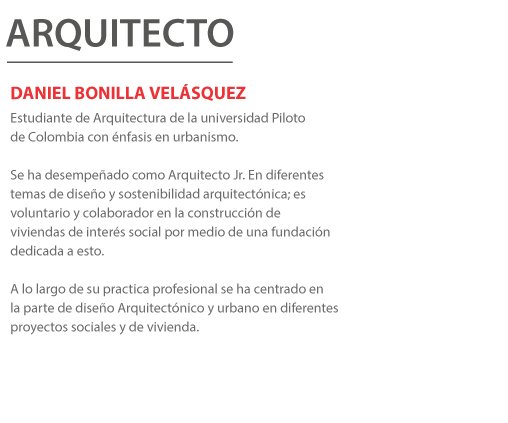 ARQUITECTO
DANIEL BONILLA VELÁSQUEZ
Estudiante de Arquitectura de la universidad Piloto
de Colombia con énfasis en urbanismo.
Se ha desempeñado como Arquitecto Jr. En diferentes
temas de diseño y sostenibilidad arquitectónica; es
voluntario y colaborador en la construcción de
viviendas de interés social por medio de una fundación
dedicada a esto.
A lo largo de su practica profesional se ha centrado en
la parte de diseño Arquitectónico y urbano en diferentes
proyectos sociales y de vivienda.